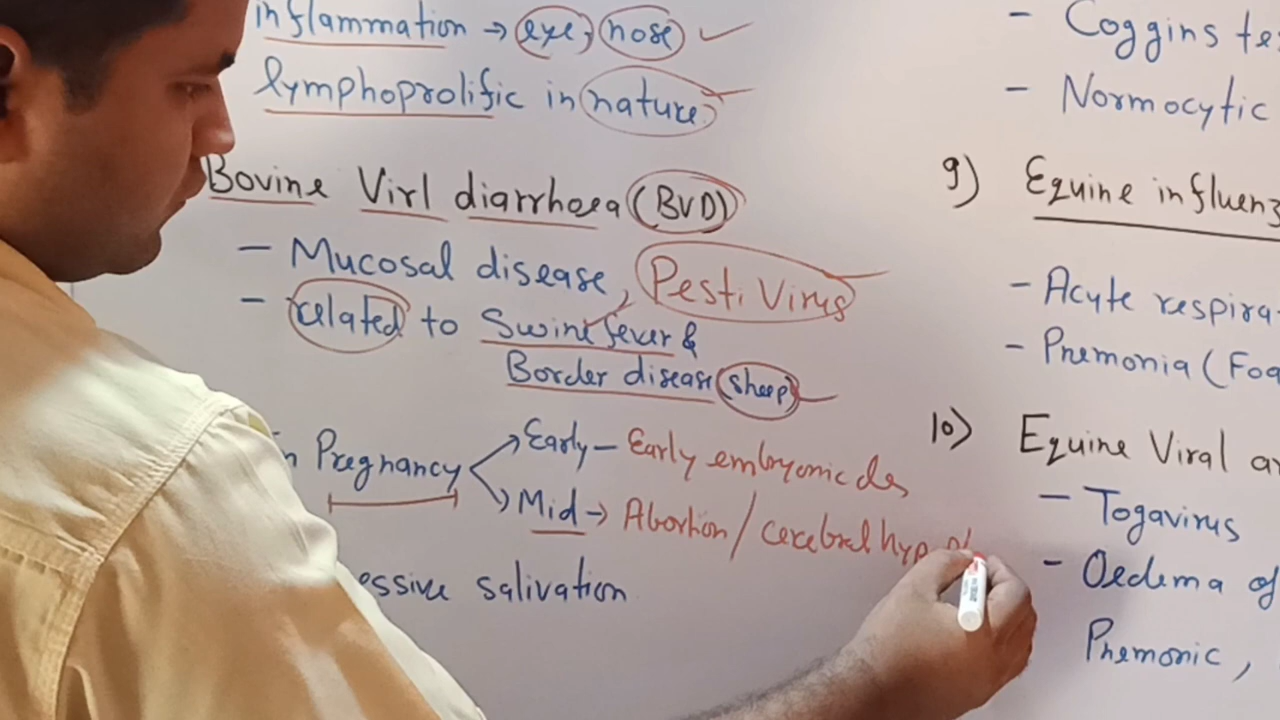 inflammation → eye, nose
lymphoprolific in nature
Bovine Virl diarrhoea (BVD)
- Mucosal disease, Pesti Virus
- related to Swine fever &
Border disease (sheep)
n Pregnancy
Early - Early embryonic des
Mid → Abortion / cerebral hypopl
essive salivation
- Coggins te
- Normocytic
9) Equine influenz
- Acute respira
- Pnemonia (Foa
10) Equine Viral ar
- Togavirus
- Oedema of
Pnemonic,